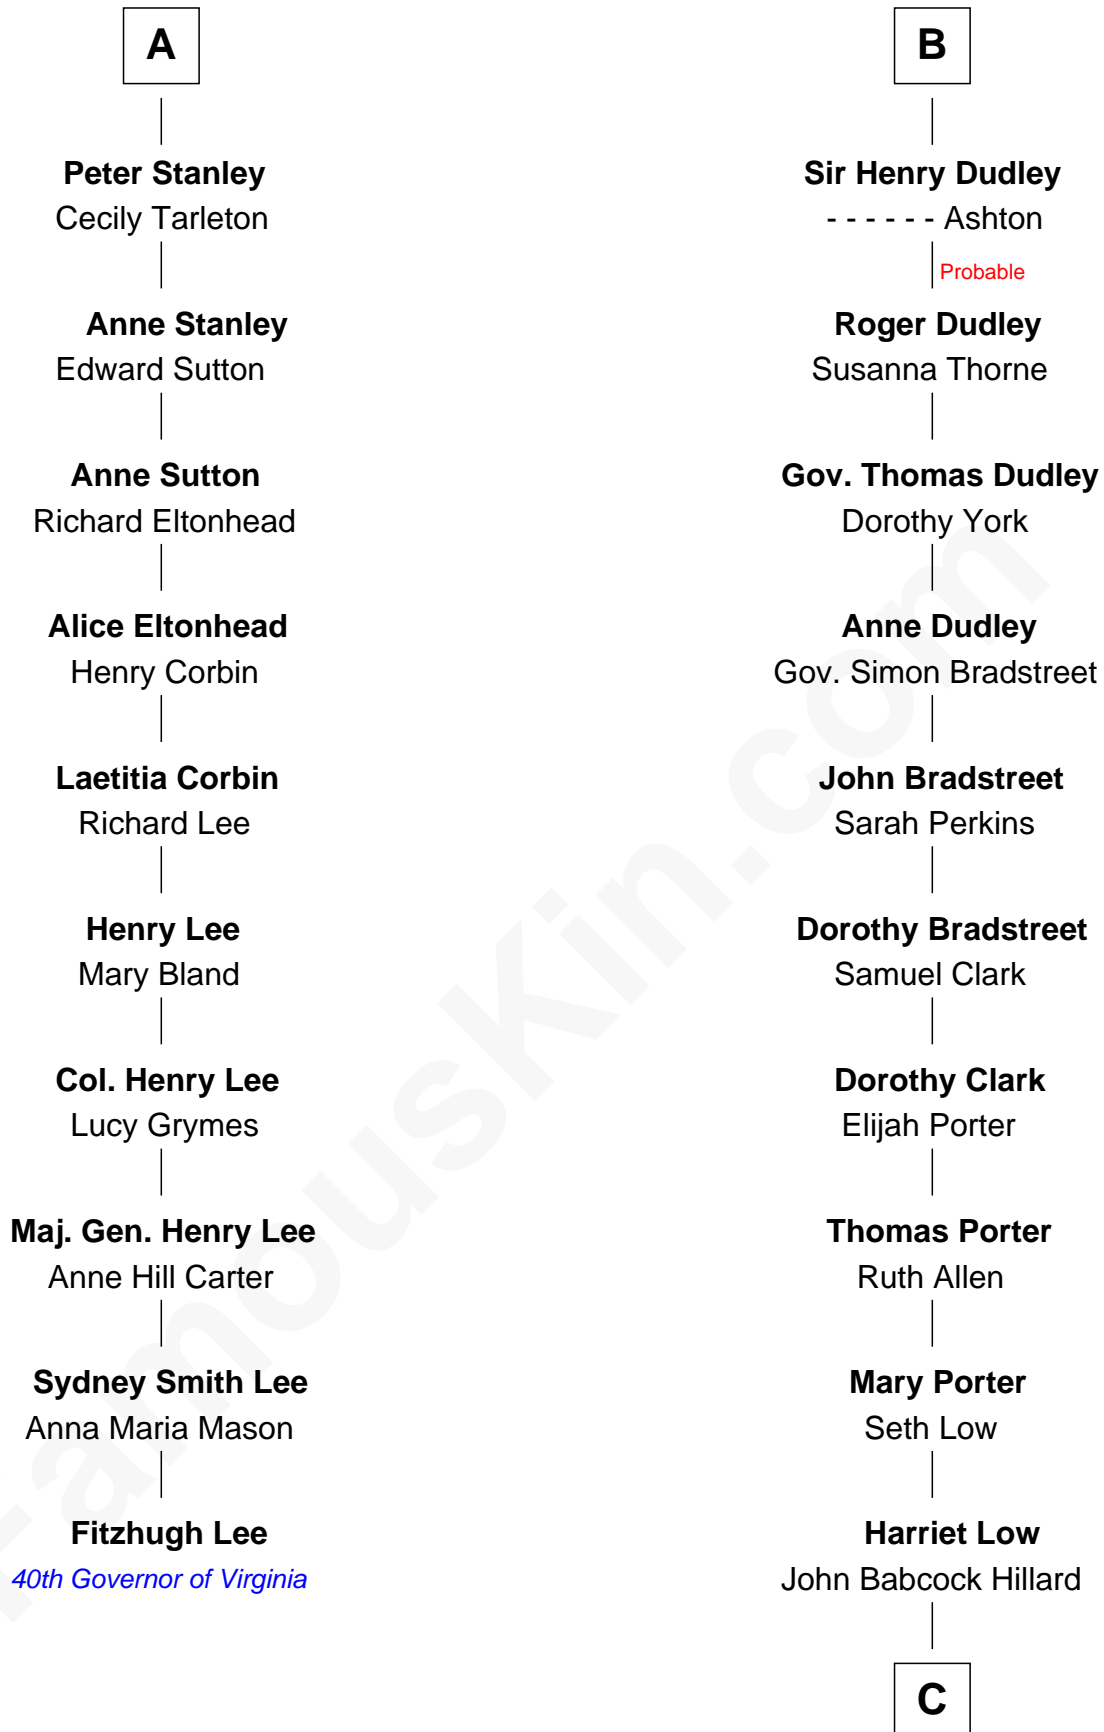 A
Peter Stanley
Cecily Tarleton
Anne Stanley
Edward Sutton
Anne Sutton
Richard Eltonhead
Alice Eltonhead
Henry Corbin
Laetitia Corbin
Richard Lee
Henry Lee
Mary Bland
Col. Henry Lee
Lucy Grymes
Maj. Gen. Henry Lee
Anne Hill Carter
Sydney Smith Lee
Anna Maria Mason
Fitzhugh Lee
40th Governor of Virginia
B
Sir Henry Dudley
- - - - - - Ashton
Probable
Roger Dudley
Susanna Thorne
Gov. Thomas Dudley
Dorothy York
Anne Dudley
Gov. Simon Bradstreet
John Bradstreet
Sarah Perkins
Dorothy Bradstreet
Samuel Clark
Dorothy Clark
Elijah Porter
Thomas Porter
Ruth Allen
Mary Porter
Seth Low
Harriet Low
John Babcock Hillard
C
FamousKin.com